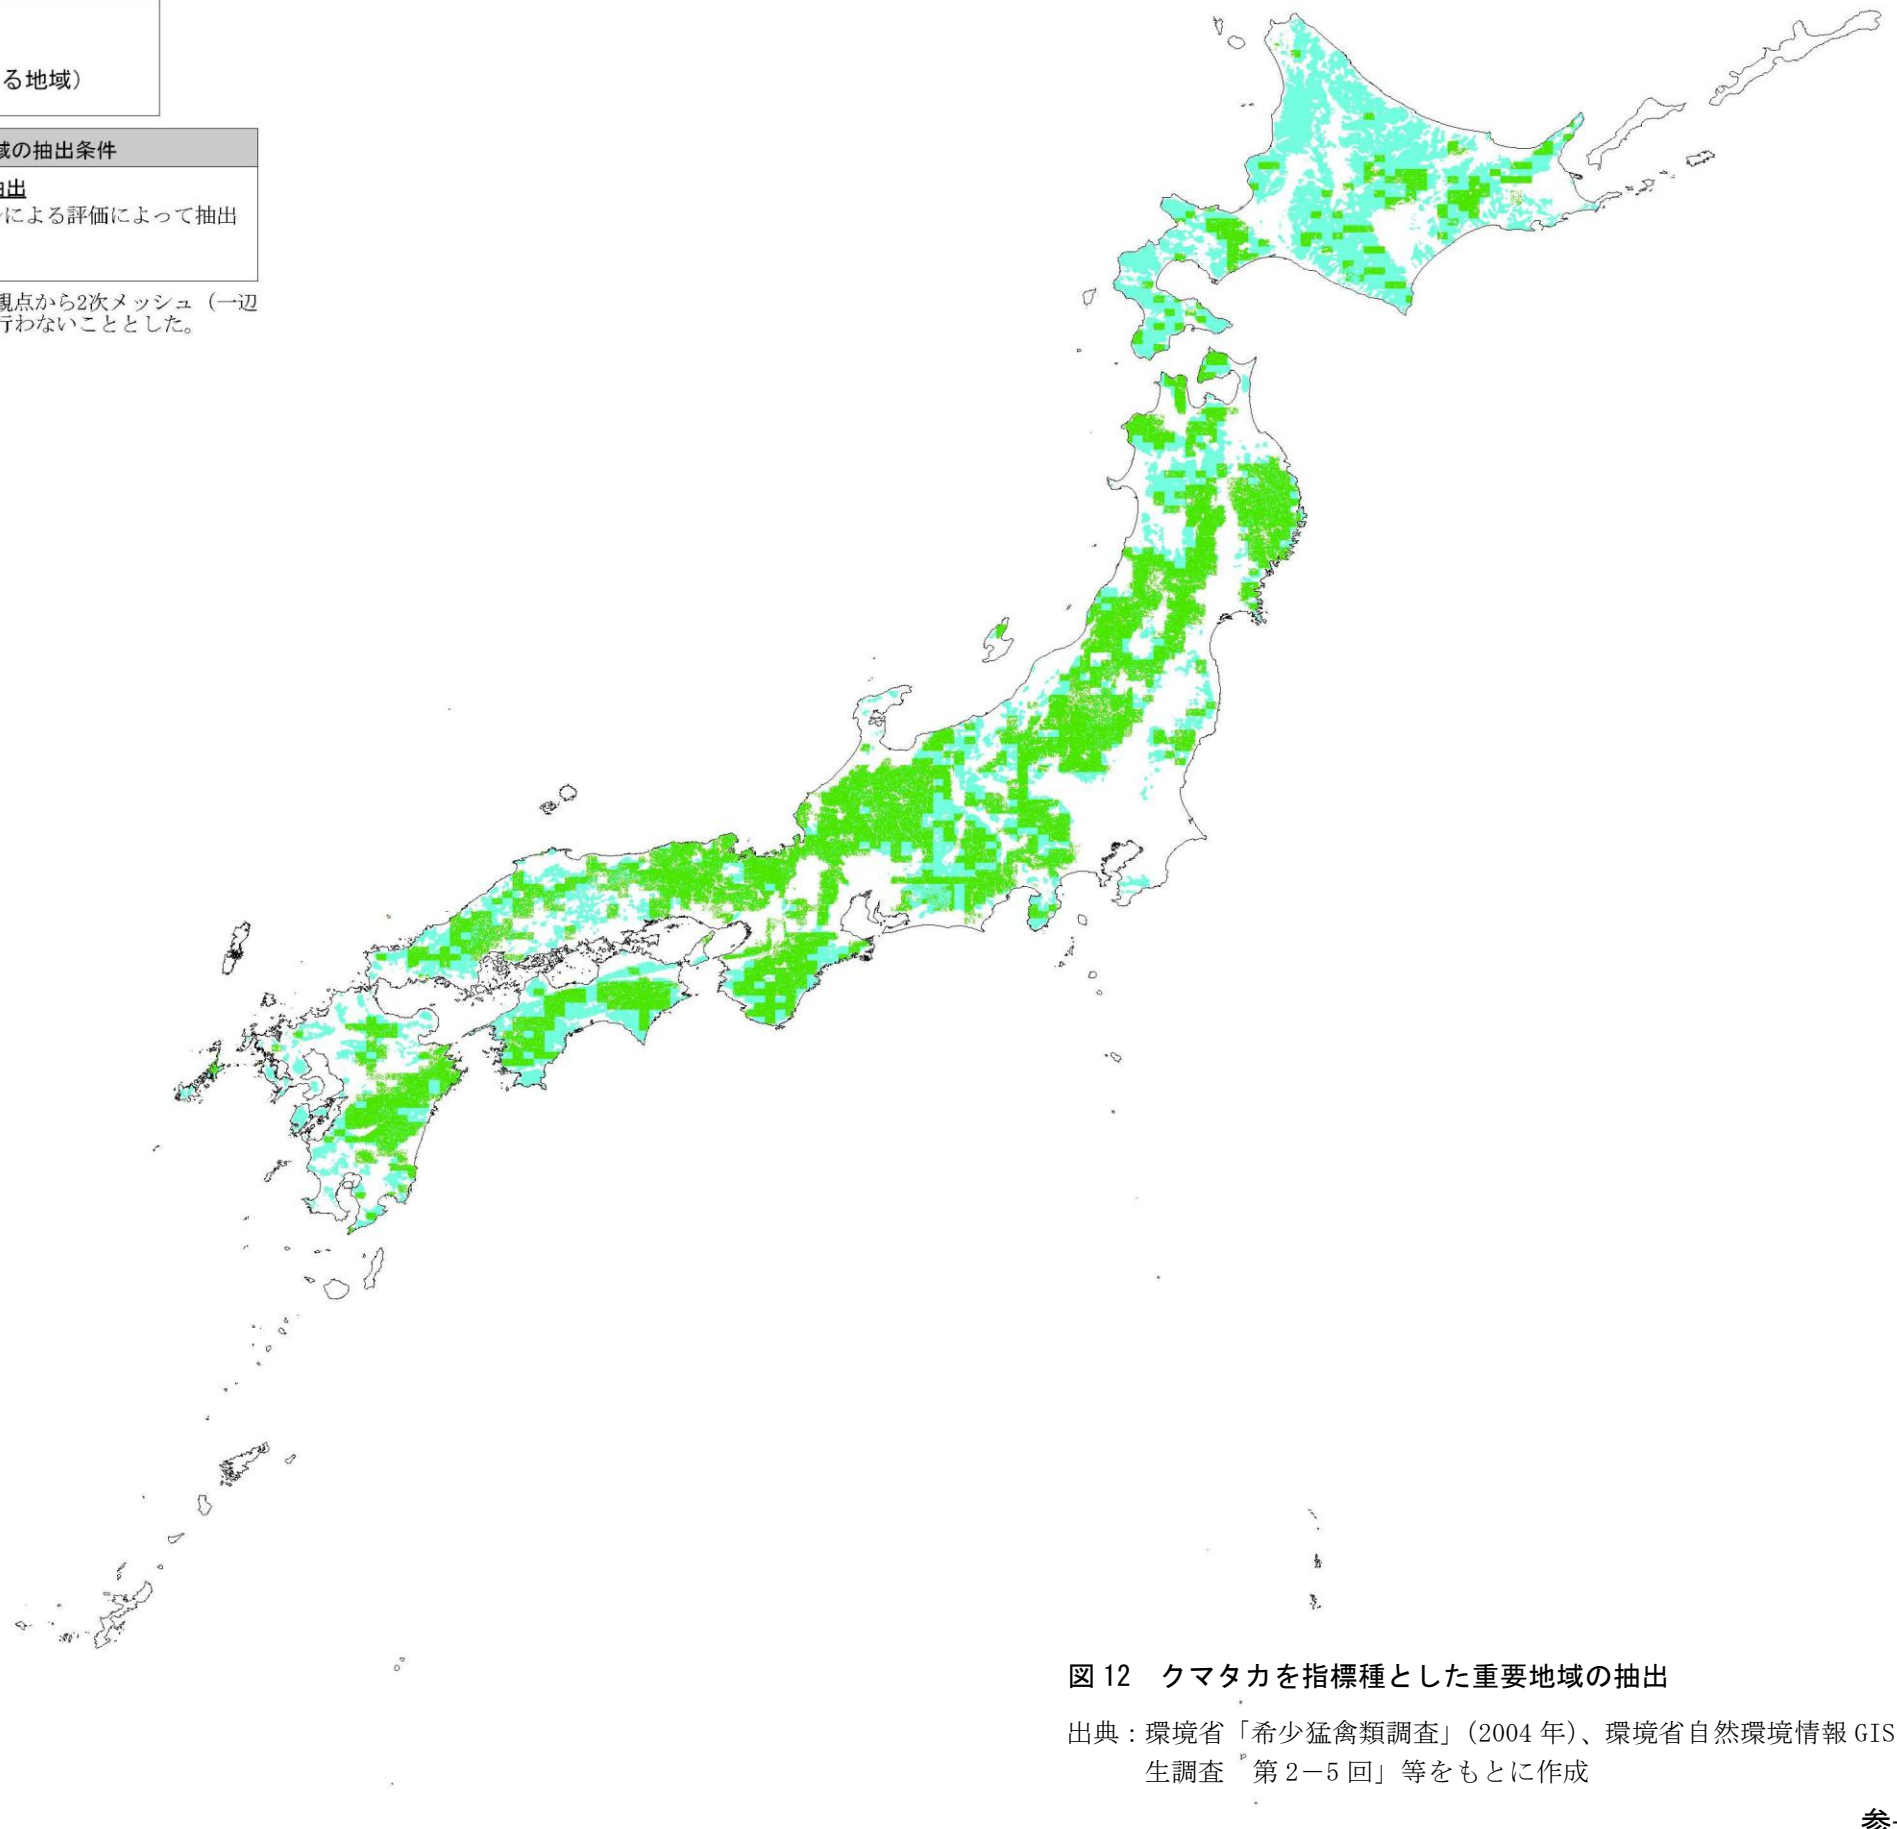 る地域）
域の抽出条件
抽出
による評価によって抽出
観点から2次メッシュ（一辺
行わないこととした。
図 12　クマタカを指標種とした重要地域の抽出
出典：環境省「希少猛禽類調査」（2004 年）、環境省自然環境情報 GIS
生調査　第 2－5 回」等をもとに作成